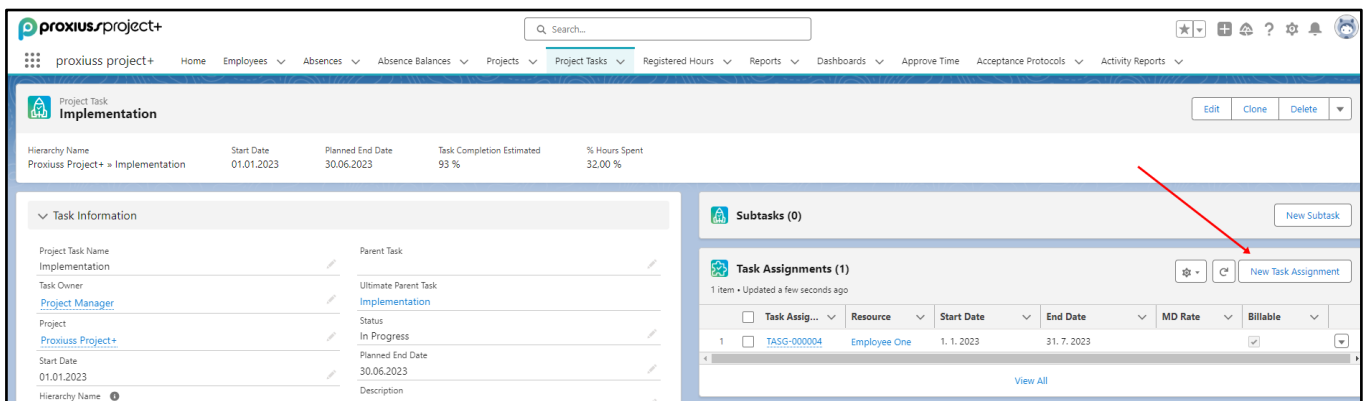 proxiuss project+
Search...
proxiuss project+ Home Employees Absences Absence Balances Projects Project Tasks Registered Hours Reports Dashboards Approve Time Acceptance Protocols Activity Reports
Project Task
Implementation
Edit Clone Delete
Hierarchy Name Start Date Planned End Date Task Completion Estimated % Hours Spent
Proxiuss Project+ » Implementation 01.01.2023 30.06.2023 93 % 32,00 %
Task Information
Project Task Name
Implementation
Parent Task
Task Owner
Project Manager
Ultimate Parent Task
Implementation
Project
Proxiuss Project+
Status
In Progress
Start Date
01.01.2023
Planned End Date
30.06.2023
Hierarchy Name
Description
Subtasks (0)
New Subtask
Task Assignments (1)
New Task Assignment
1 item • Updated a few seconds ago
Task Assig... Resource Start Date End Date MD Rate Billable
1 TASG-000004 Employee One 1. 1. 2023 31. 7. 2023
View All